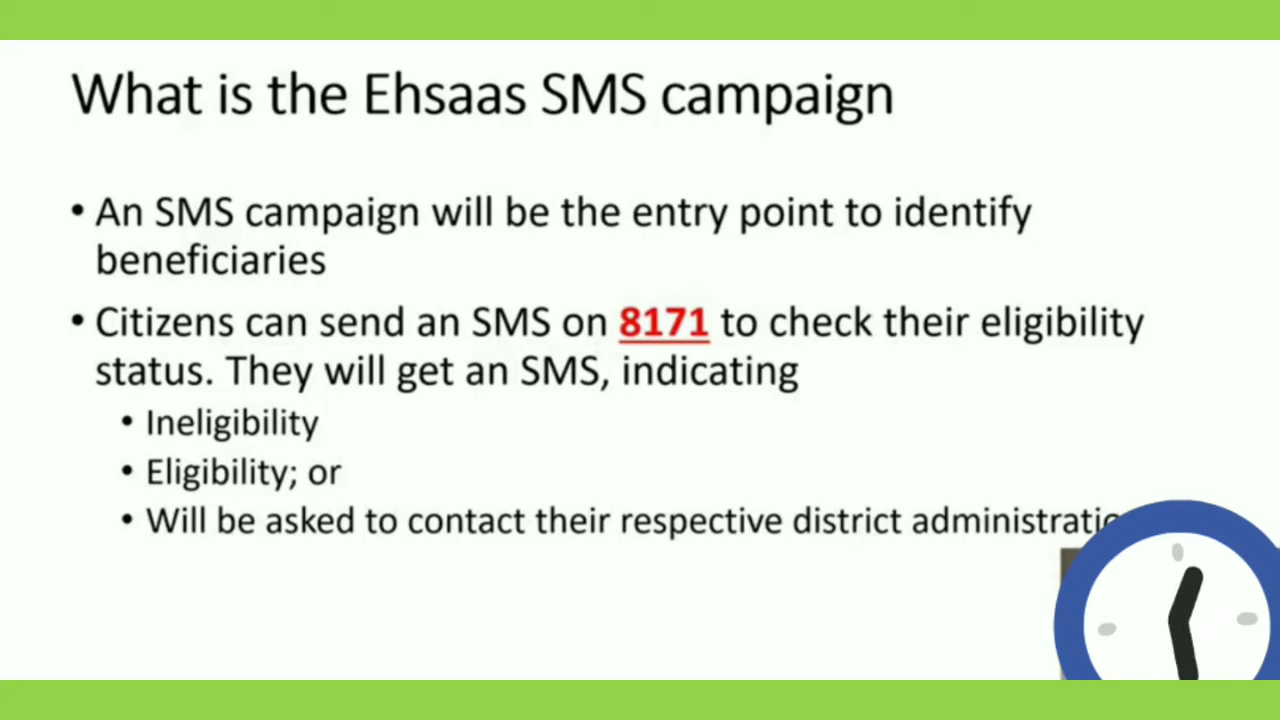 What is the Ehsaas SMS campaign
• An SMS campaign will be the entry point to identify
beneficiaries
• Citizens can send an SMS on 8171 to check their eligibility
status. They will get an SMS, indicating
• Ineligibility
• Eligibility; or
• Will be asked to contact their respective district